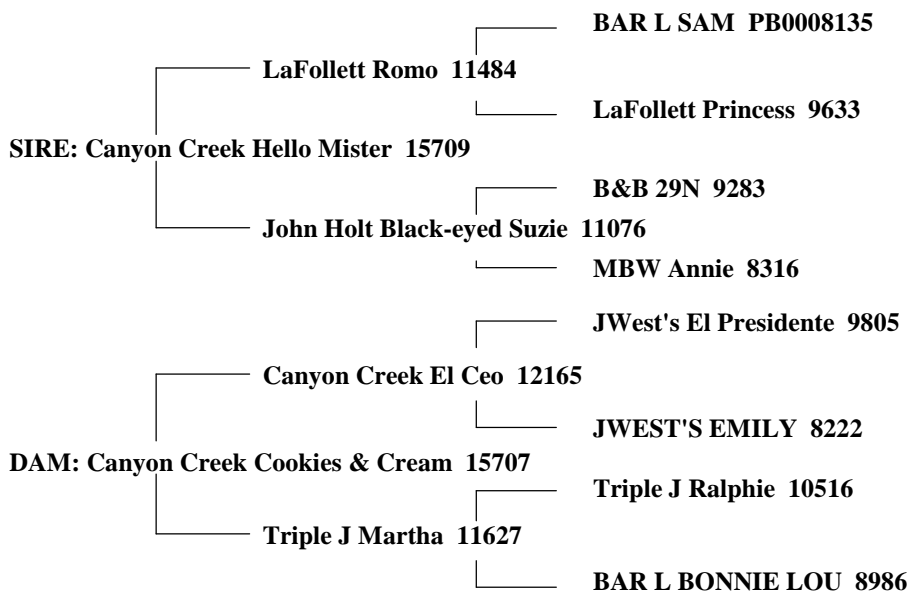 BAR L SAM  PB0008135
LaFollett Romo  11484
LaFollett Princess  9633
SIRE: Canyon Creek Hello Mister  15709
B&B 29N  9283
John Holt Black-eyed Suzie  11076
MBW Annie  8316
JWest's El Presidente  9805
Canyon Creek El Ceo  12165
JWEST'S EMILY  8222
DAM: Canyon Creek Cookies & Cream  15707
Triple J Ralphie  10516
Triple J Martha  11627
BAR L BONNIE LOU  8986